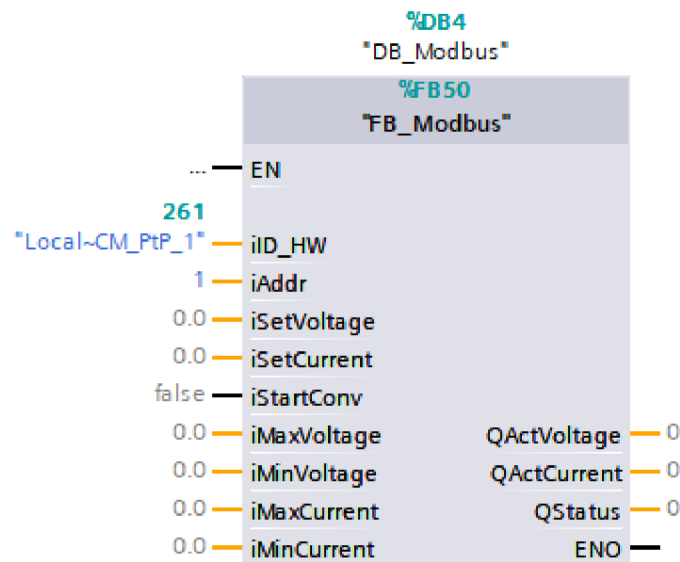 %DB4
"DB_Modbus"
%FB50
"FB_Modbus"
... EN
261
"Local~CM_PtP_1" iID_HW
1 iAddr
0.0 iSetVoltage
0.0 iSetCurrent
false iStartConv
0.0 iMaxVoltage QActVoltage 0
0.0 iMinVoltage QActCurrent 0
0.0 iMaxCurrent QStatus 0
0.0 iMinCurrent ENO